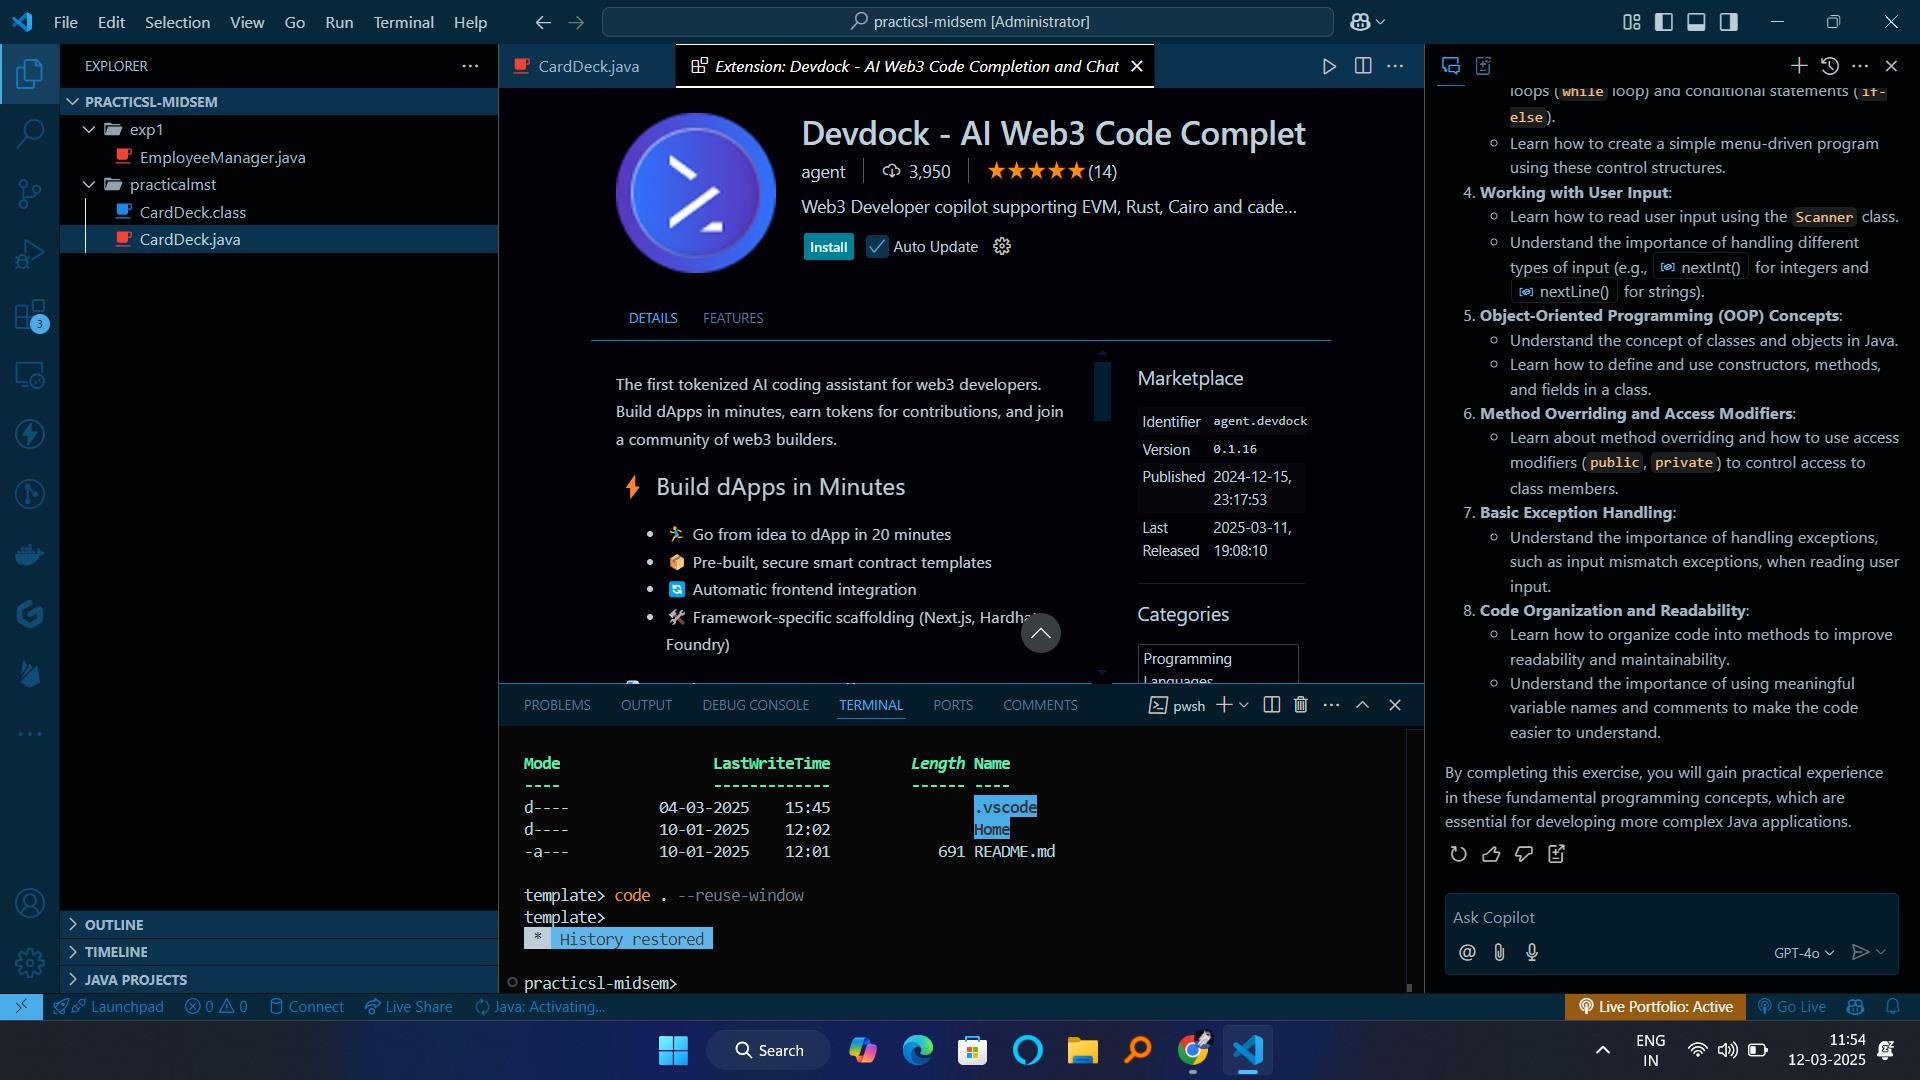 File Edit Selection View Go Run Terminal Help
practicsl-midsem [Administrator]
EXPLORER
PRACTICSL-MIDSEM
exp1
EmployeeManager.java
practicalmst
CardDeck.class
CardDeck.java
3
OUTLINE
TIMELINE
JAVA PROJECTS
CardDeck.java
Extension: Devdock - AI Web3 Code Completion and Chat
Devdock - AI Web3 Code Complet
agent 3,950 ★★★★★(14)
Web3 Developer copilot supporting EVM, Rust, Cairo and cade...
Install Auto Update
DETAILS FEATURES
The first tokenized AI coding assistant for web3 developers.
Build dApps in minutes, earn tokens for contributions, and join
a community of web3 builders.
⚡ Build dApps in Minutes
• 🏃 Go from idea to dApp in 20 minutes
• 📦 Pre-built, secure smart contract templates
• 🔄 Automatic frontend integration
• 🛠 Framework-specific scaffolding (Next.js, Hardha
Foundry)
Marketplace
Identifier agent.devdock
Version 0.1.16
Published 2024-12-15,
23:17:53
Last 2025-03-11,
Released 19:08:10
Categories
Programming
Languages
PROBLEMS OUTPUT DEBUG CONSOLE TERMINAL PORTS COMMENTS
pwsh
Mode LastWriteTime Length Name
---- ------------- ------ ----
d---- 04-03-2025 15:45 .vscode
d---- 10-01-2025 12:02 Home
-a--- 10-01-2025 12:01 691 README.md
template> code . --reuse-window
template>
* History restored
practicsl-midsem>
loops (while loop) and conditional statements (if-
else).
Learn how to create a simple menu-driven program
using these control structures.
4. Working with User Input:
Learn how to read user input using the Scanner class.
Understand the importance of handling different
types of input (e.g., nextInt() for integers and
nextLine() for strings).
5. Object-Oriented Programming (OOP) Concepts:
Understand the concept of classes and objects in Java.
Learn how to define and use constructors, methods,
and fields in a class.
6. Method Overriding and Access Modifiers:
Learn about method overriding and how to use access
modifiers (public, private) to control access to
class members.
7. Basic Exception Handling:
Understand the importance of handling exceptions,
such as input mismatch exceptions, when reading user
input.
8. Code Organization and Readability:
Learn how to organize code into methods to improve
readability and maintainability.
Understand the importance of using meaningful
variable names and comments to make the code
easier to understand.
By completing this exercise, you will gain practical experience
in these fundamental programming concepts, which are
essential for developing more complex Java applications.
Ask Copilot
GPT-4o
Launchpad 0 0 Connect Live Share Java: Activating...
Live Portfolio: Active Go Live
Search
ENG
IN
11:54
12-03-2025